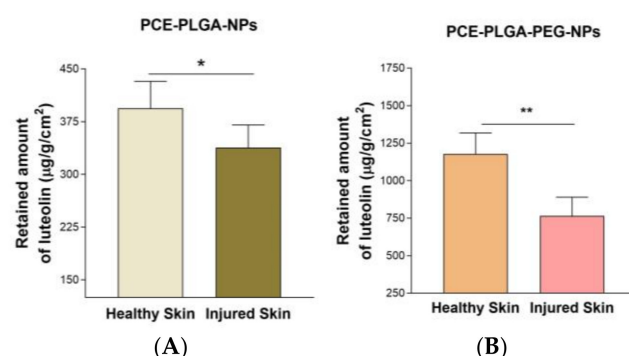 PCE-PLGA-NPs
Retained amount
of luteolin (µg/g/cm²)
450
375
300
225
150
*
Healthy Skin Injured Skin
(A)
PCE-PLGA-PEG-NPs
Retained amount
of luteolin (µg/g/cm²)
1750
1500
1250
1000
750
500
250
**
Healthy Skin Injured Skin
(B)